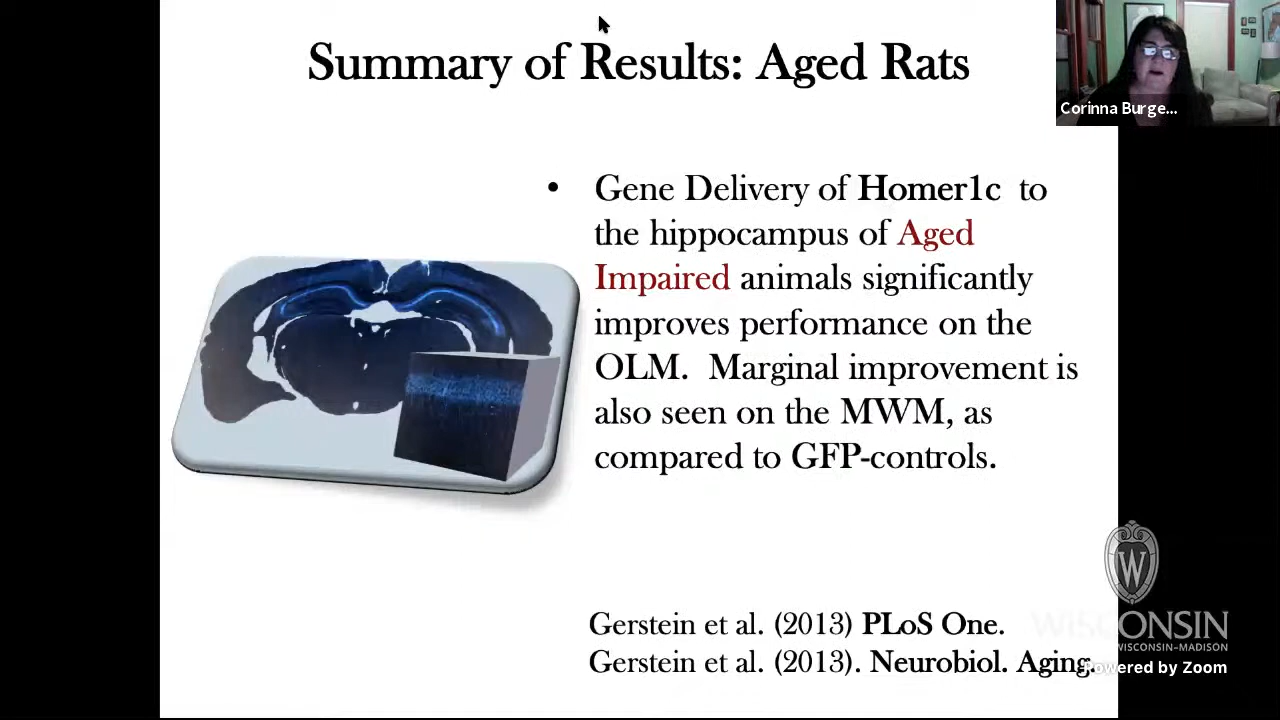 Summary of Results: Aged Rats
Corinna Burge...
• Gene Delivery of Homer1c to
the hippocampus of Aged
Impaired animals significantly
improves performance on the
OLM. Marginal improvement is
also seen on the MWM, as
compared to GFP-controls.
Gerstein et al. (2013) PLoS One.
Gerstein et al. (2013). Neurobiol. Aging.
W
WISCONSIN
WISCONSIN-MADISON
Powered by Zoom